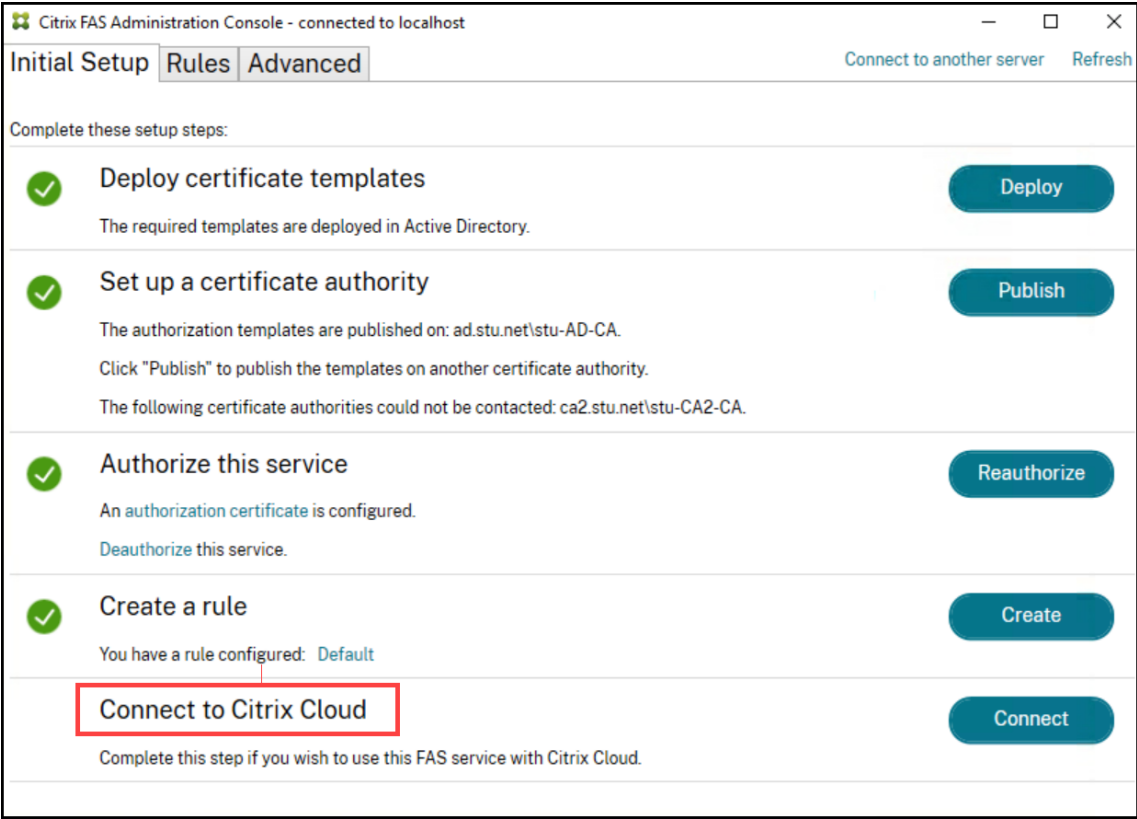 Citrix FAS Administration Console - connected to localhost
Initial Setup Rules Advanced Connect to another server Refresh
Complete these setup steps:
Deploy certificate templates
Deploy
The required templates are deployed in Active Directory.
Set up a certificate authority
Publish
The authorization templates are published on: ad.stu.net\stu-AD-CA.
Click "Publish" to publish the templates on another certificate authority.
The following certificate authorities could not be contacted: ca2.stu.net\stu-CA2-CA.
Authorize this service
Reauthorize
An authorization certificate is configured.
Deauthorize this service.
Create a rule
Create
You have a rule configured: Default
Connect to Citrix Cloud
Connect
Complete this step if you wish to use this FAS service with Citrix Cloud.